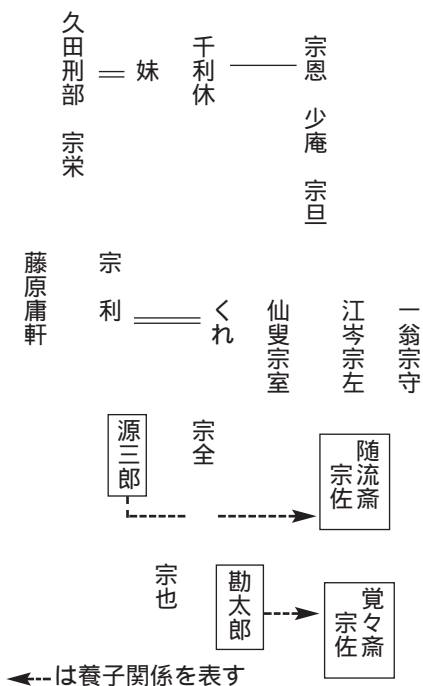 宗恩　少庵　宗旦
千利休
妹
久田刑部　宗栄
一翁宗守
江岑宗左
仙叟宗室
くれ
宗　利
藤原庸軒
随流斎
宗佐
宗全
源三郎
覚々斎
宗佐
勘太郎
宗也
は養子関係を表す